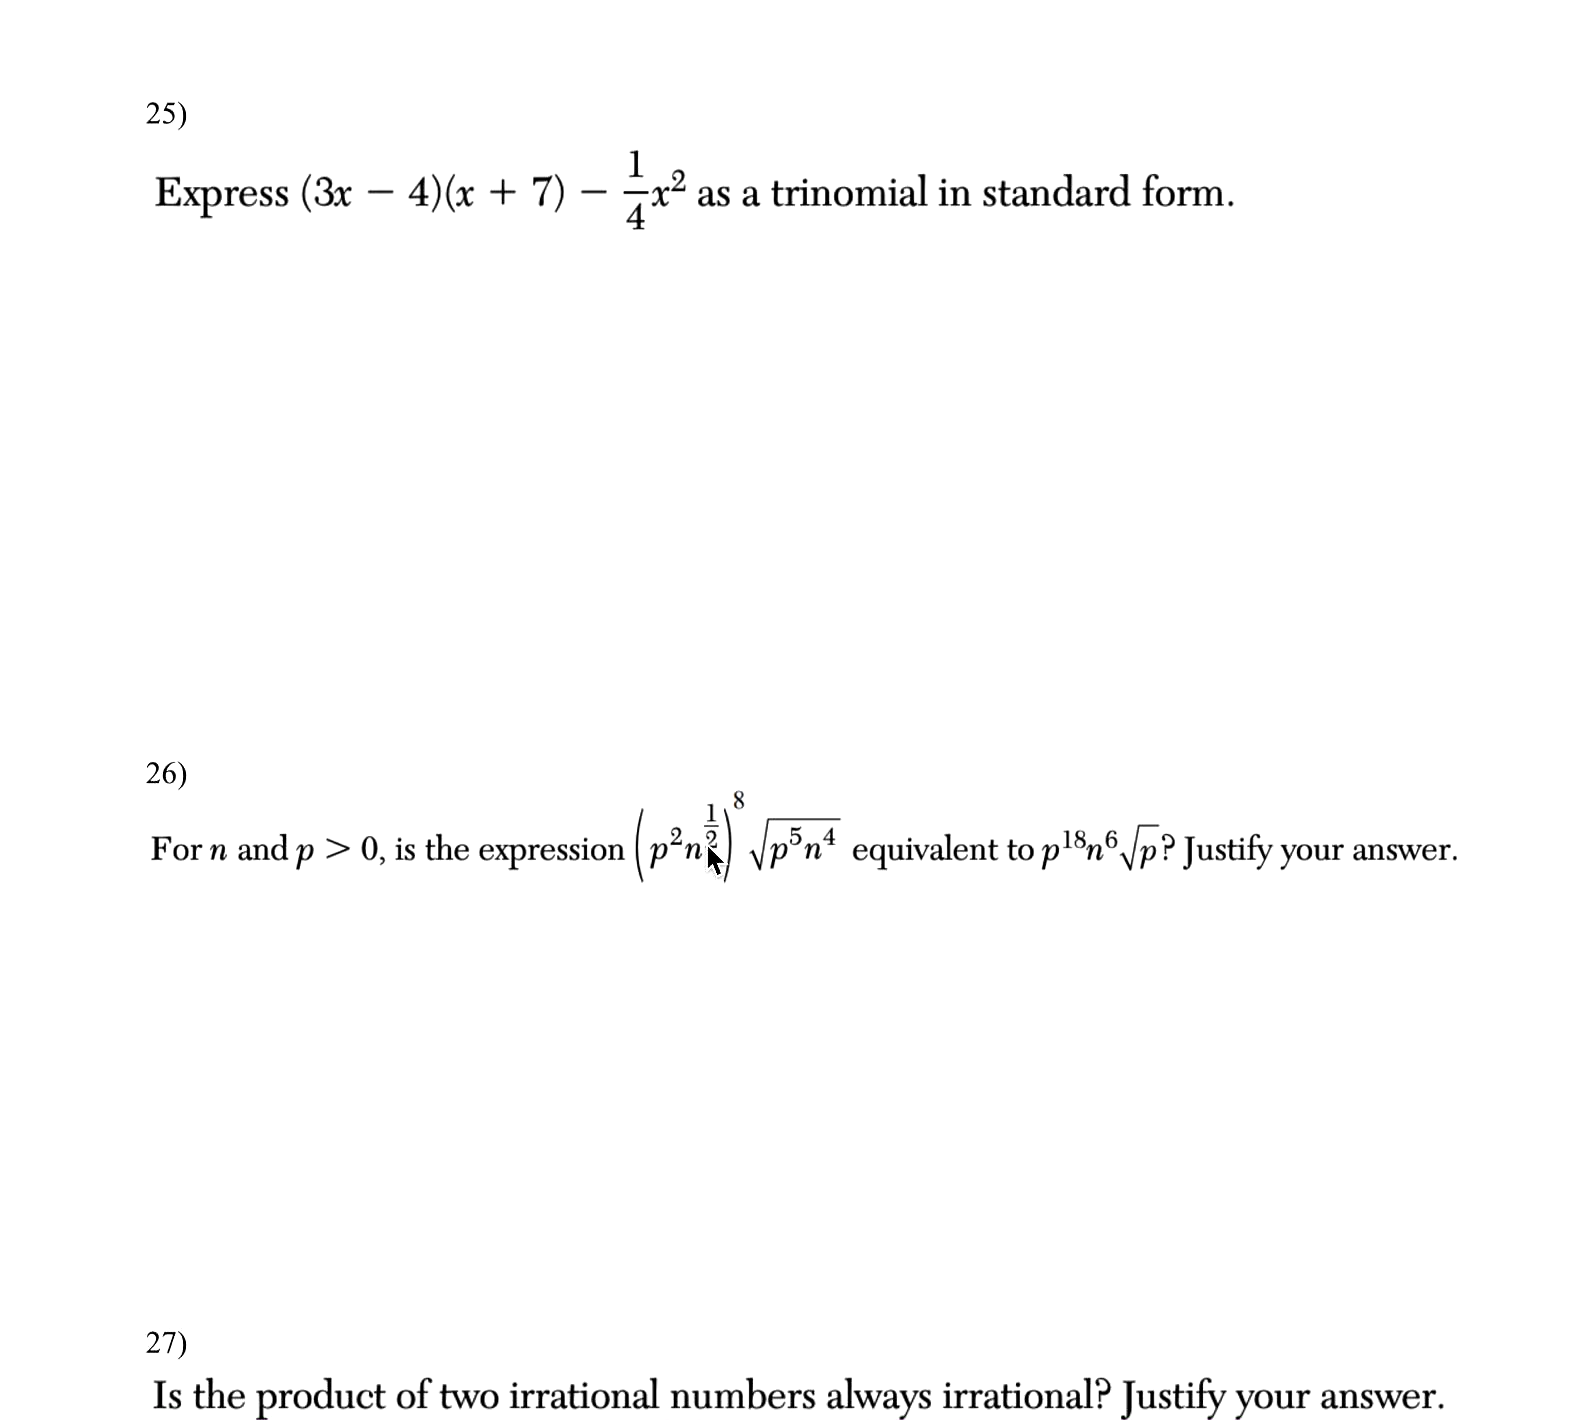 25)
Express (3x − 4)(x + 7) − 1/4 x² as a trinomial in standard form.
26)
For n and p > 0, is the expression (p²n^(1/2))⁸ √(p⁵n⁴) equivalent to p¹⁸n⁶√p? Justify your answer.
27)
Is the product of two irrational numbers always irrational? Justify your answer.